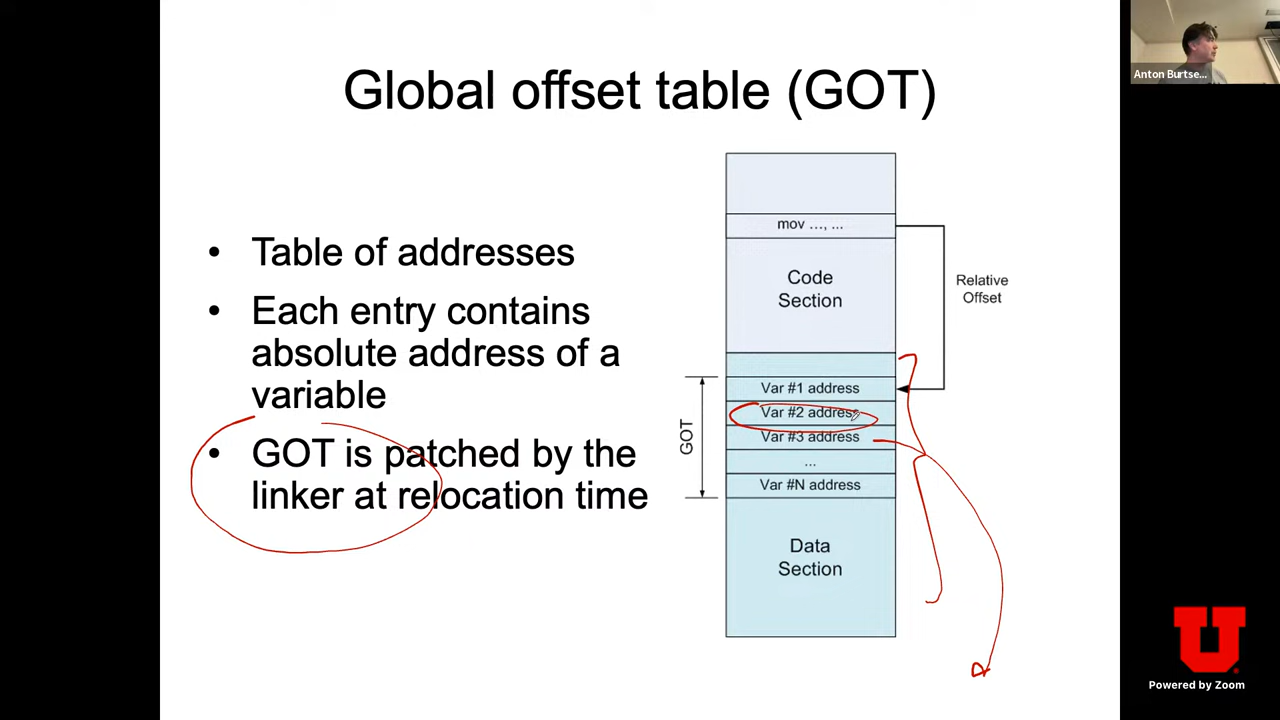 Global offset table (GOT)
• Table of addresses
• Each entry contains
absolute address of a
variable
• GOT is patched by the
linker at relocation time
mov ..., ...
Code
Section
Relative
Offset
GOT
Var #1 address
Var #2 address
Var #3 address
...
Var #N address
Data
Section
Anton Burtse...
U
Powered by Zoom